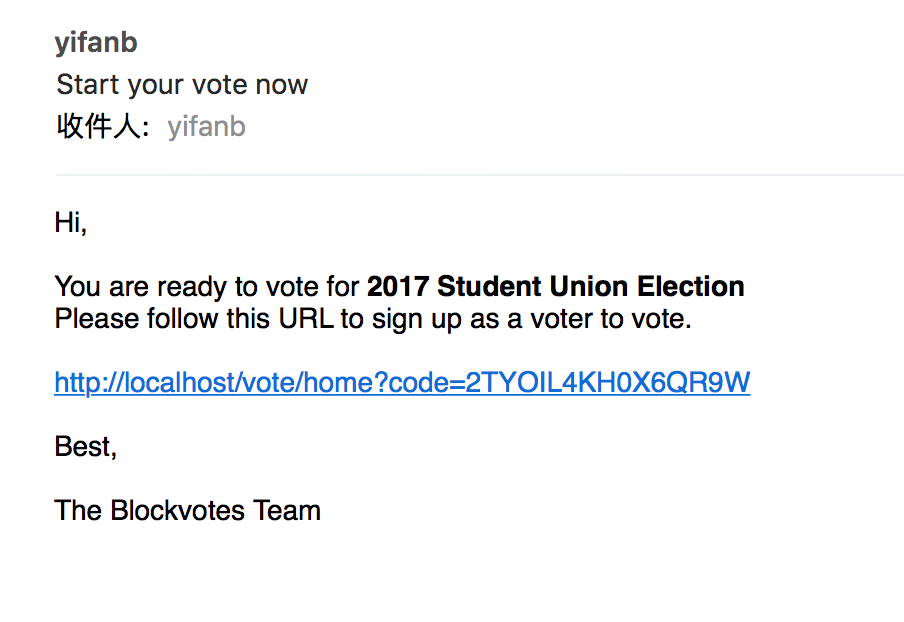 yifanb
Start your vote now
收件人: yifanb
Hi,
You are ready to vote for 2017 Student Union Election
Please follow this URL to sign up as a voter to vote.
http://localhost/vote/home?code=2TYOIL4KH0X6QR9W
Best,
The Blockvotes Team